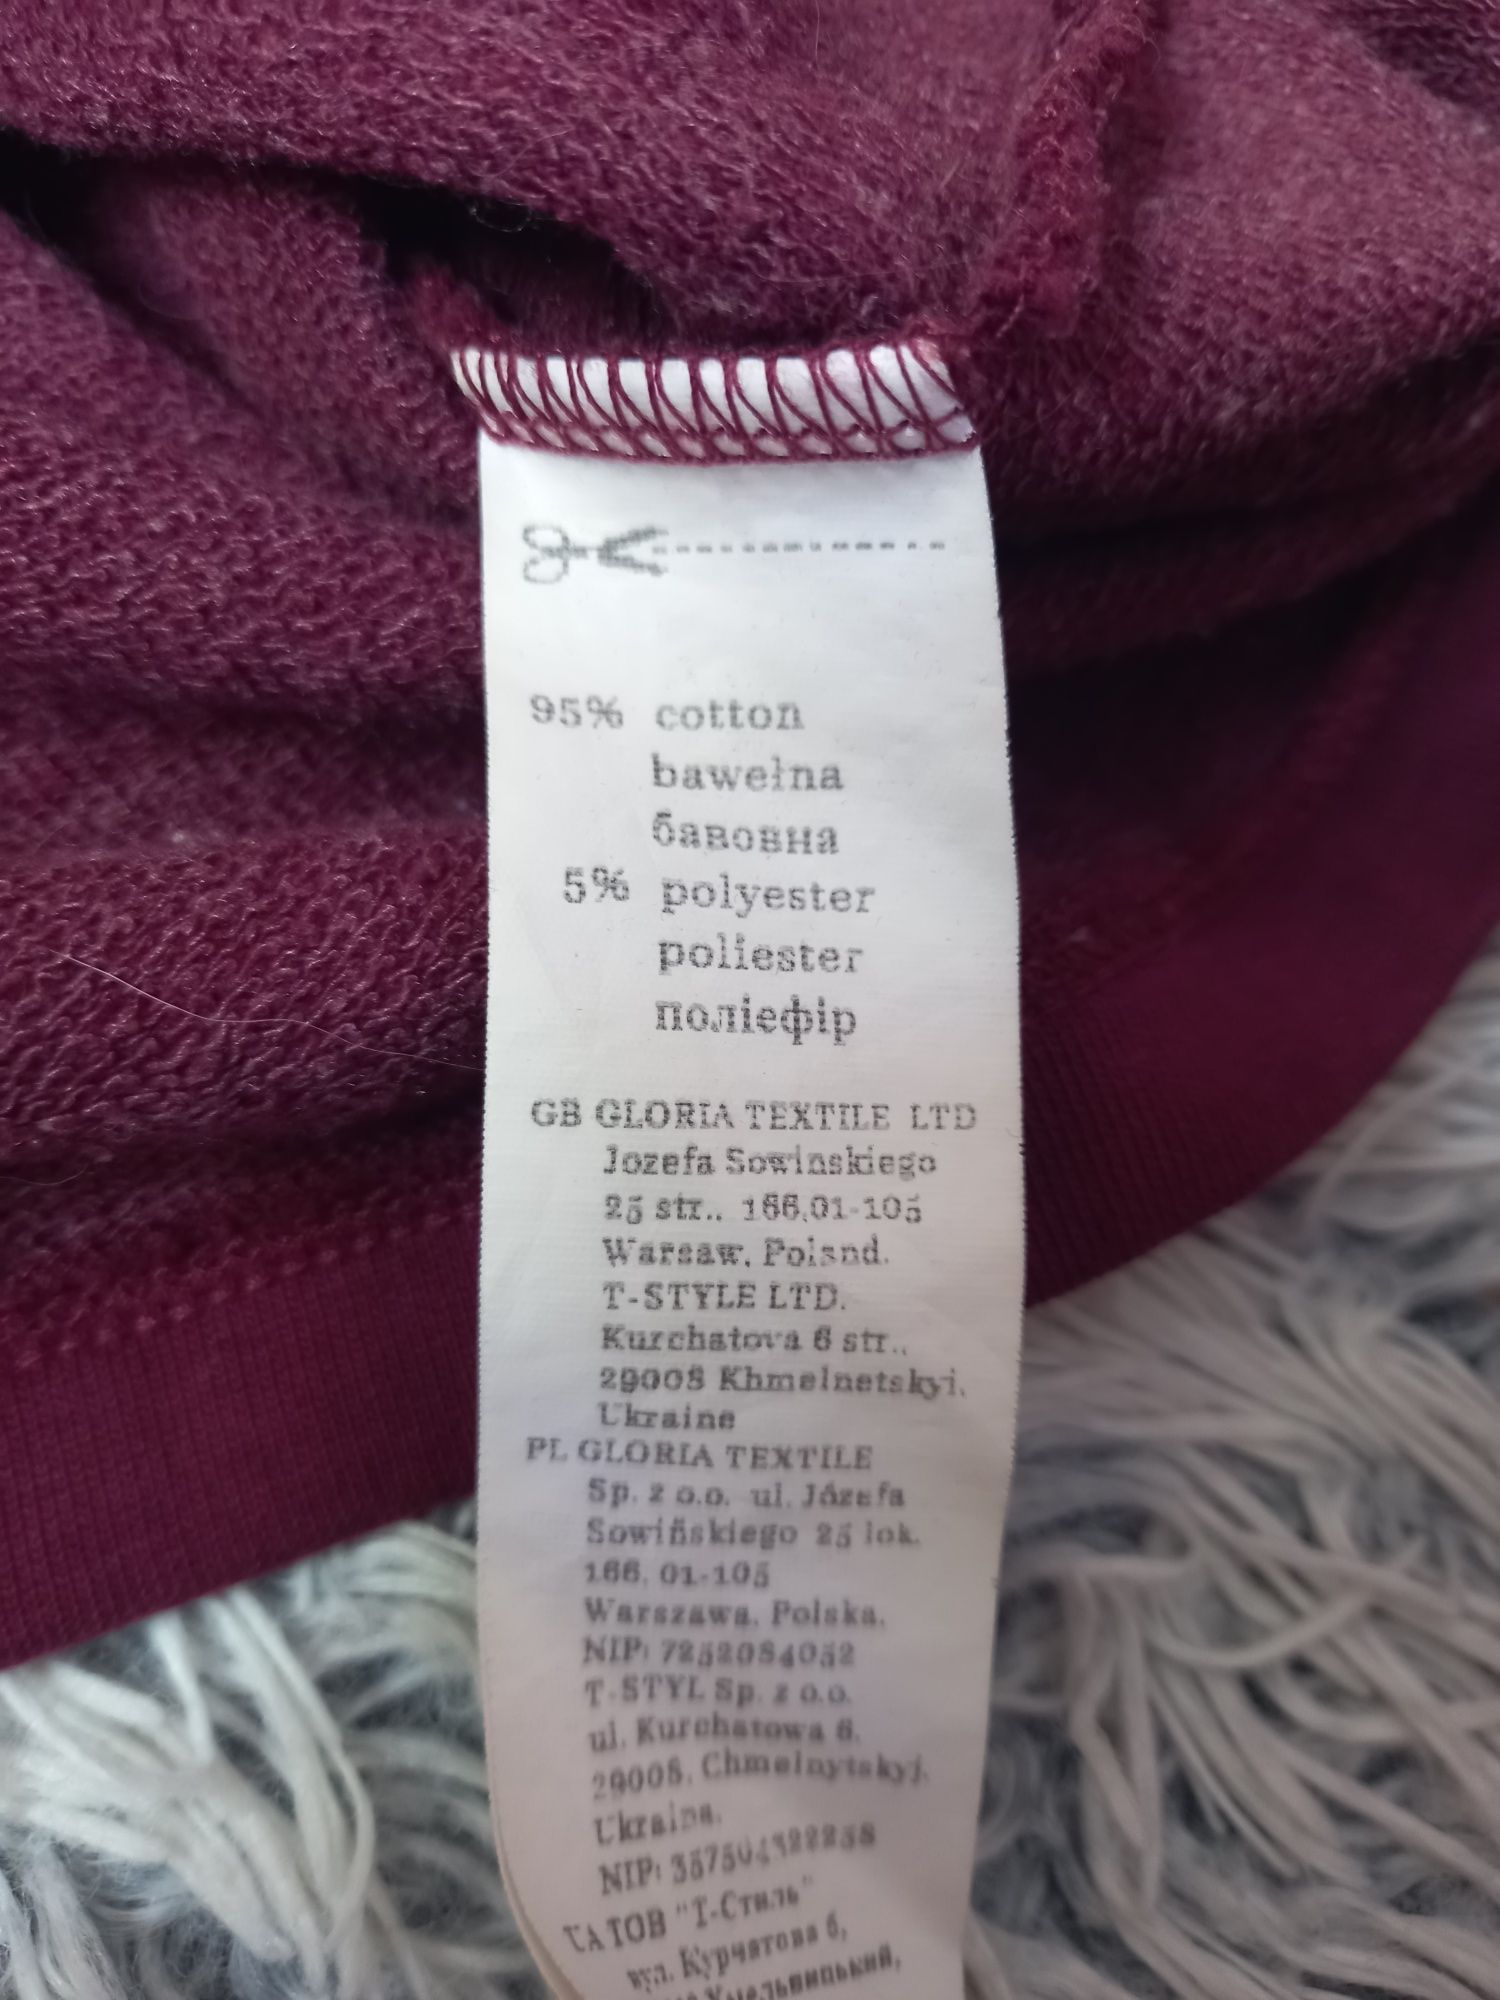 95% cotton
bawełna
бавовна
5% polyester
poliester
поліефір
GB GLORIA TEXTILE LTD
Jozefa Sowinskiego
25 str., 166,01-105
Warsaw, Poland.
T-STYLE LTD.
Kurchatova 6 str.,
29008 Khmelnetskyi,
Ukraine
PL GLORIA TEXTILE
Sp. z o.o. ul. Józefa
Sowińskiego 25 lok.
166, 01-105
Warszawa, Polska.
NIP: 7252084052
T-STYL Sp. z o.o.
ul. Kurchatowa 6,
29008, Chmelnytskyj,
Ukraina.
NIP:
UA ТОВ "Т-Стиль"
вул. Курчатова 6,
Хмельницький,